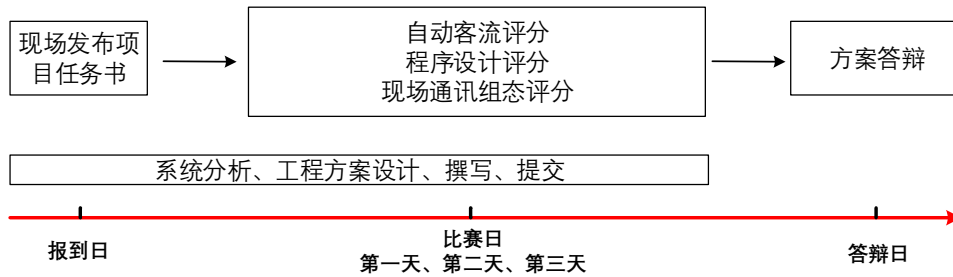 现场发布项
目任务书
自动客流评分
程序设计评分
现场通讯组态评分
方案答辩
系统分析、工程方案设计、撰写、提交
报到日
比赛日
第一天、第二天、第三天
答辩日